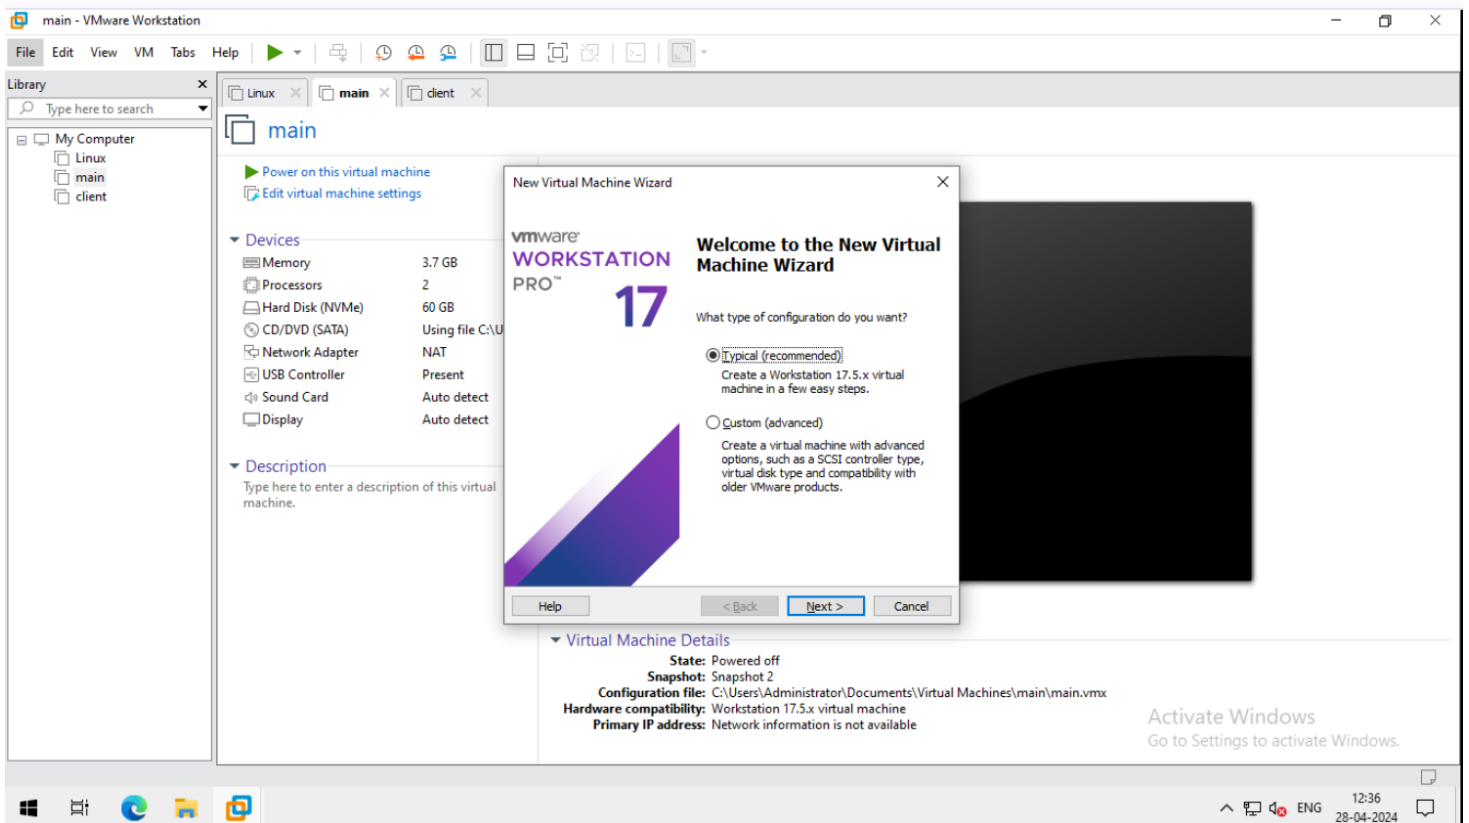 main - VMware Workstation
File Edit View VM Tabs Help
Library
Type here to search
My Computer
Linux
main
client
Linux main client
main
Power on this virtual machine
Edit virtual machine settings
Devices
Memory 3.7 GB
Processors 2
Hard Disk (NVMe) 60 GB
CD/DVD (SATA) Using file C:\U
Network Adapter NAT
USB Controller Present
Sound Card Auto detect
Display Auto detect
Description
Type here to enter a description of this virtual
machine.
New Virtual Machine Wizard
vmware
WORKSTATION
PRO™
17
Welcome to the New Virtual
Machine Wizard
What type of configuration do you want?
Typical (recommended)
Create a Workstation 17.5.x virtual
machine in a few easy steps.
Custom (advanced)
Create a virtual machine with advanced
options, such as a SCSI controller type,
virtual disk type and compatibility with
older VMware products.
Help < Back Next > Cancel
Virtual Machine Details
State: Powered off
Snapshot: Snapshot 2
Configuration file: C:\Users\Administrator\Documents\Virtual Machines\main\main.vmx
Hardware compatibility: Workstation 17.5.x virtual machine
Primary IP address: Network information is not available
Activate Windows
Go to Settings to activate Windows.
ENG
12:36
28-04-2024